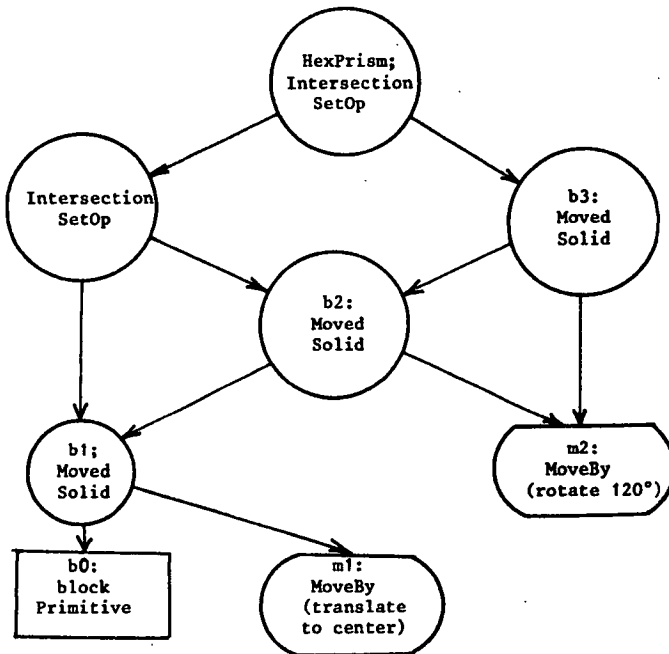 HexPrism;
Intersection
SetOp
Intersection
SetOp
b3:
Moved
Solid
b2:
Moved
Solid
b1;
Moved
Solid
m2:
MoveBy
(rotate 120°)
b0:
block
Primitive
m1:
MoveBy
(translate
to center)